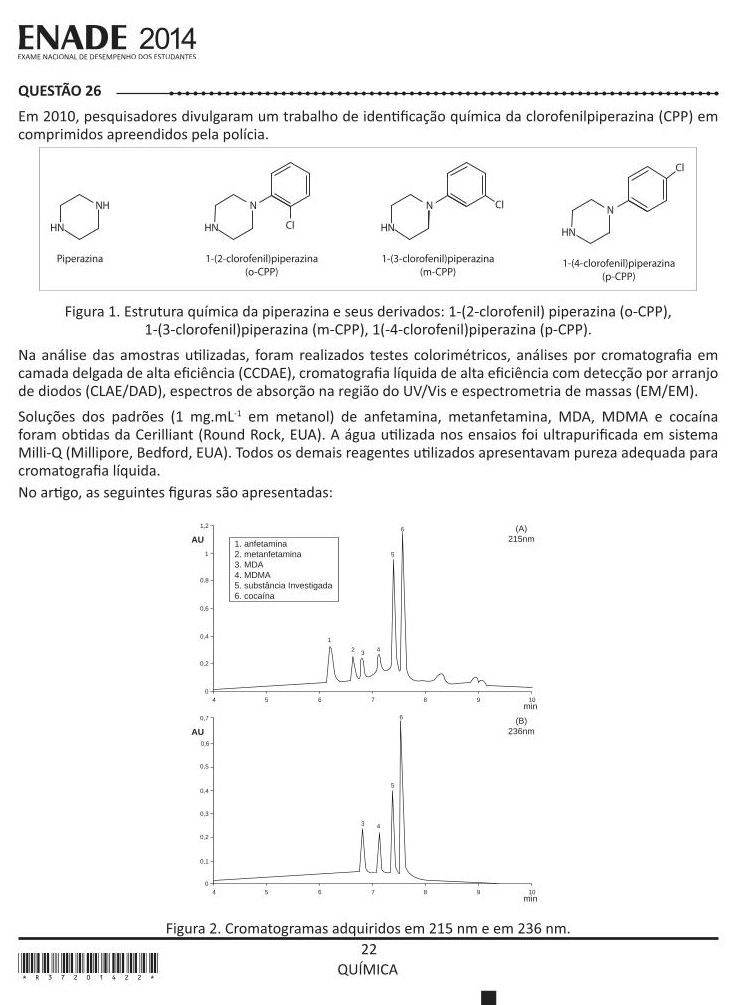 ENADE 2014
EXAME NACIONAL DE DESEMPENHO DOS ESTUDANTES
QUESTÃO 26
Em 2010, pesquisadores divulgaram um trabalho de identificação química da clorofenilpiperazina (CPP) em
comprimidos apreendidos pela polícia.
NH
HN
Piperazina
N
HN
Cl
1-(2-clorofenil)piperazina
(o-CPP)
N
HN
Cl
1-(3-clorofenil)piperazina
(m-CPP)
Cl
N
HN
1-(4-clorofenil)piperazina
(p-CPP)
Figura 1. Estrutura química da piperazina e seus derivados: 1-(2-clorofenil) piperazina (o-CPP),
1-(3-clorofenil)piperazina (m-CPP), 1(-4-clorofenil)piperazina (p-CPP).
Na análise das amostras utilizadas, foram realizados testes colorimétricos, análises por cromatografia em
camada delgada de alta eficiência (CCDAE), cromatografia líquida de alta eficiência com detecção por arranjo
de diodos (CLAE/DAD), espectros de absorção na região do UV/Vis e espectrometria de massas (EM/EM).
Soluções dos padrões (1 mg.mL⁻¹ em metanol) de anfetamina, metanfetamina, MDA, MDMA e cocaína
foram obtidas da Cerilliant (Round Rock, EUA). A água utilizada nos ensaios foi ultrapurificada em sistema
Milli-Q (Millipore, Bedford, EUA). Todos os demais reagentes utilizados apresentavam pureza adequada para
cromatografia líquida.
No artigo, as seguintes figuras são apresentadas:
(A)
215nm
AU
1,2
1
0,8
0,6
0,4
0,2
0
1. anfetamina
2. metanfetamina
3. MDA
4. MDMA
5. substância Investigada
6. cocaína
1
2
3
4
5
6
4 5 6 7 8 9 10
min
(B)
236nm
AU
0,7
0,6
0,5
0,4
0,3
0,2
0,1
0
3
4
5
6
4 5 6 7 8 9 10
min
Figura 2. Cromatogramas adquiridos em 215 nm e em 236 nm.
22
QUÍMICA
* R 3 7 2 0 1 4 2 2 *